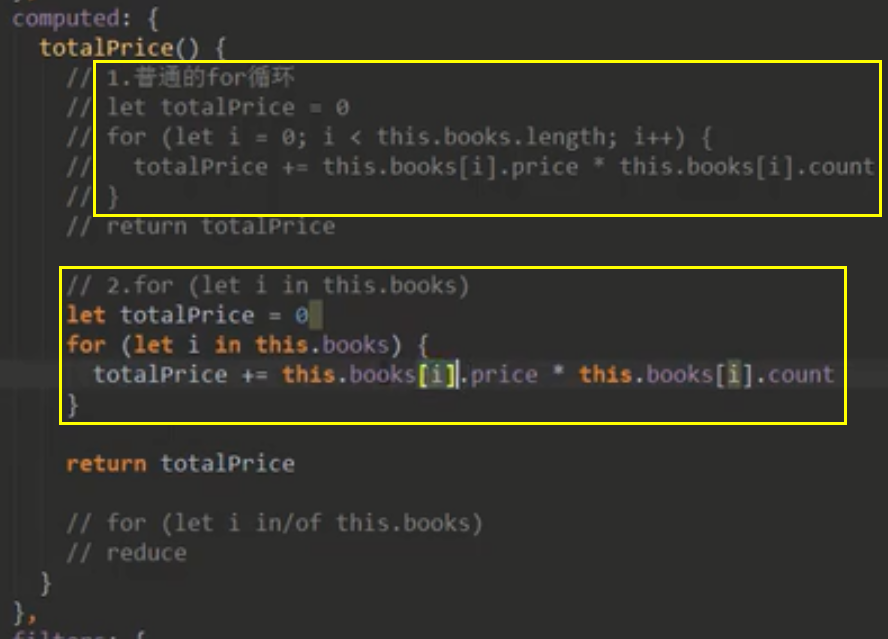 computed: {
totalPrice() {
// 1.普通的for循环
// let totalPrice = 0
// for (let i = 0; i < this.books.length; i++) {
//   totalPrice += this.books[i].price * this.books[i].count
// }
// return totalPrice
// 2.for (let i in this.books)
let totalPrice = 0
for (let i in this.books) {
totalPrice += this.books[i].price * this.books[i].count
}
return totalPrice
// for (let i in/of this.books)
// reduce
}
},
filters: {